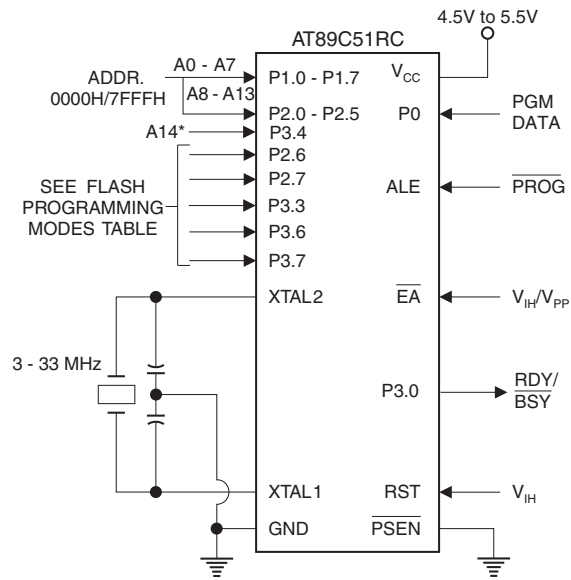 4.5V to 5.5V
AT89C51RC
A0 - A7
ADDR.
0000H/7FFFH
A8 - A13
A14*
SEE FLASH
PROGRAMMING
MODES TABLE
3 - 33 MHz
P1.0 - P1.7
P2.0 - P2.5
P3.4
P2.6
P2.7
P3.3
P3.6
P3.7
XTAL2
XTAL1
GND
VCC
P0
ALE
EA
P3.0
RST
PSEN
PGM
DATA
PROG
VIH/VPP
RDY/
BSY
VIH